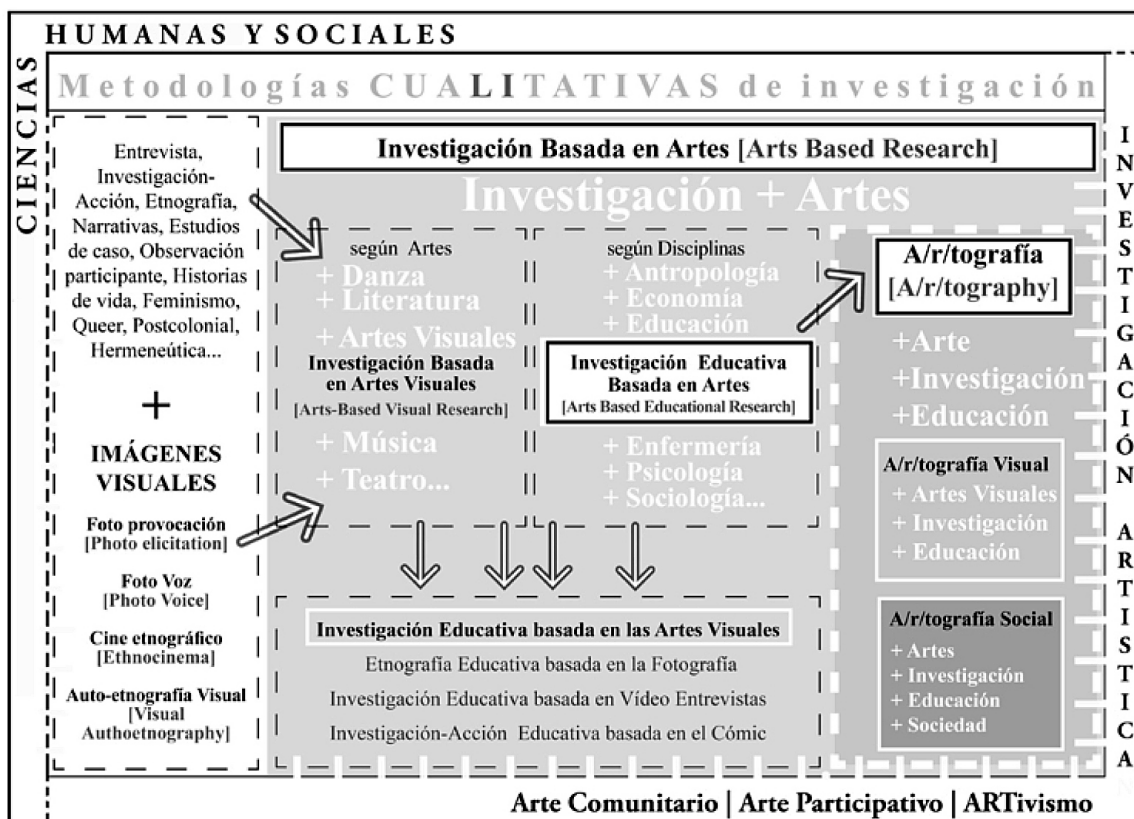 HUMANAS Y SOCIALES
CIENCIAS
Metodologías CUALITATIVAS de investigación
Entrevista,
Investigación-
Acción, Etnografía,
Narrativas, Estudios
de caso, Observación
participante, Historias
de vida, Feminismo,
Queer, Postcolonial,
Hermeneútica...
+
IMÁGENES
VISUALES
Foto provocación
[Photo elicitation]
Foto Voz
[Photo Voice]
Cine etnográfico
[Ethnocinema]
Auto-etnografía Visual
[Visual
Authoetnography]
Investigación Basada en Artes [Arts Based Research]
Investigación + Artes
según Artes
+ Danza
+ Literatura
+ Artes Visuales
Investigación Basada
en Artes Visuales
[Arts-Based Visual Research]
+ Música
+ Teatro...
según Disciplinas
+ Antropología
+ Economía
+ Educación
Investigación Educativa
Basada en Artes
[Arts Based Educational Research]
+ Enfermería
+ Psicología
+ Sociología...
Investigación Educativa basada en las Artes Visuales
Etnografía Educativa basada en la Fotografía
Investigación Educativa basada en Vídeo Entrevistas
Investigación-Acción Educativa basada en el Cómic
A/r/tografía
[A/r/tography]
+Arte
+Investigación
+Educación
A/r/tografía Visual
+ Artes Visuales
+ Investigación
+ Educación
A/r/tografía Social
+ Artes
+ Investigación
+ Educación
+ Sociedad
INVESTIGACIÓN ARTISTICA
Arte Comunitario | Arte Participativo | ARTivismo